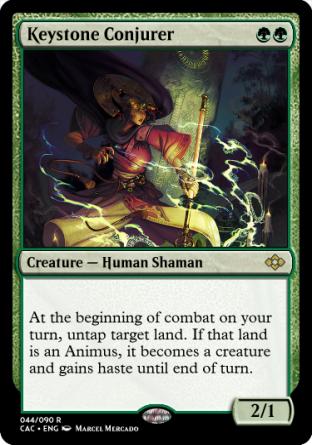 Keystone Conjurer
Creature — Human Shaman
At the beginning of combat on your
turn, untap target land. If that land
is an Animus, it becomes a creature
and gains haste until end of turn.
2/1
044/090 R
CAC • ENG Marcel Mercado